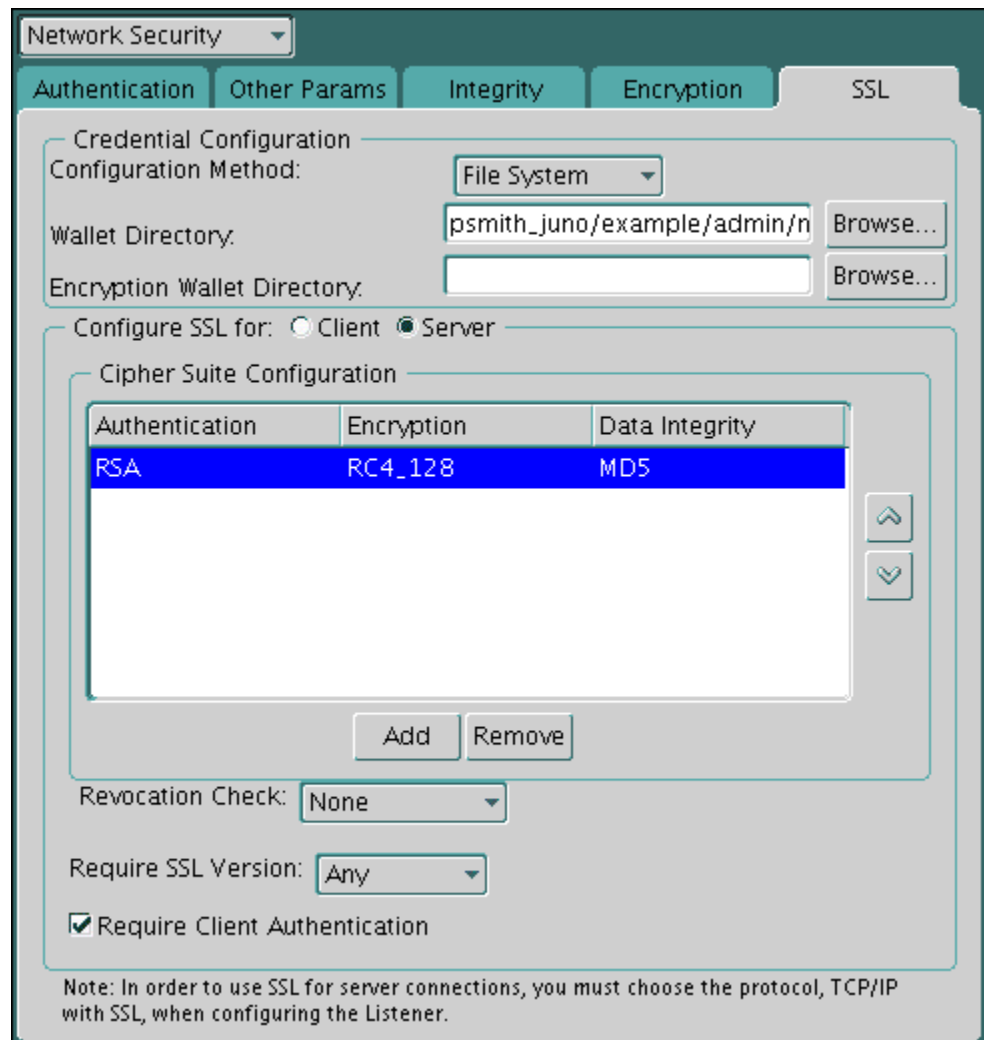 Network Security
Authentication Other Params Integrity Encryption SSL
Credential Configuration
Configuration Method: File System
Wallet Directory: psmith_juno/example/admin/n Browse...
Encryption Wallet Directory: Browse...
Configure SSL for: Client Server
Cipher Suite Configuration
Authentication Encryption Data Integrity
RSA RC4_128 MD5
Add Remove
Revocation Check: None
Require SSL Version: Any
Require Client Authentication
Note: In order to use SSL for server connections, you must choose the protocol, TCP/IP
with SSL, when configuring the Listener.